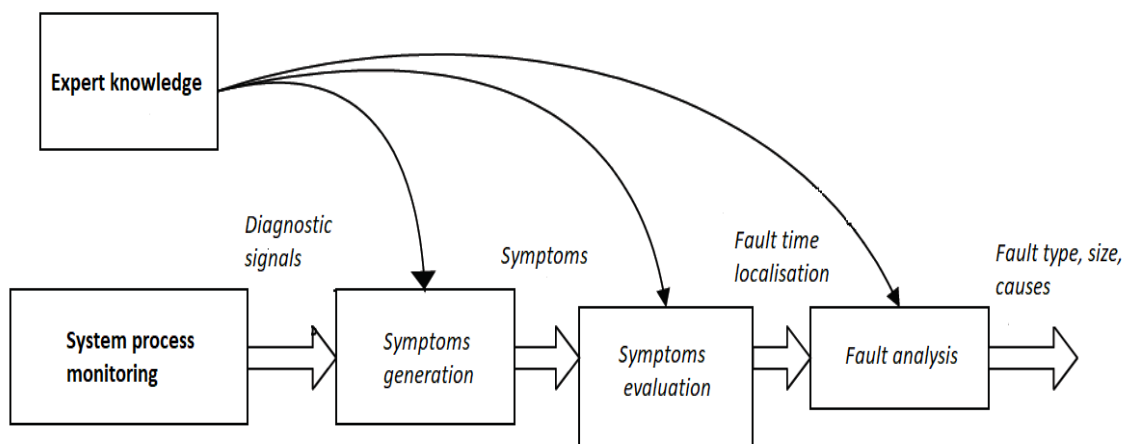 Expert knowledge
Diagnostic
signals
Symptoms
Fault time
localisation
Fault type, size,
causes
System process
monitoring
Symptoms
generation
Symptoms
evaluation
Fault analysis